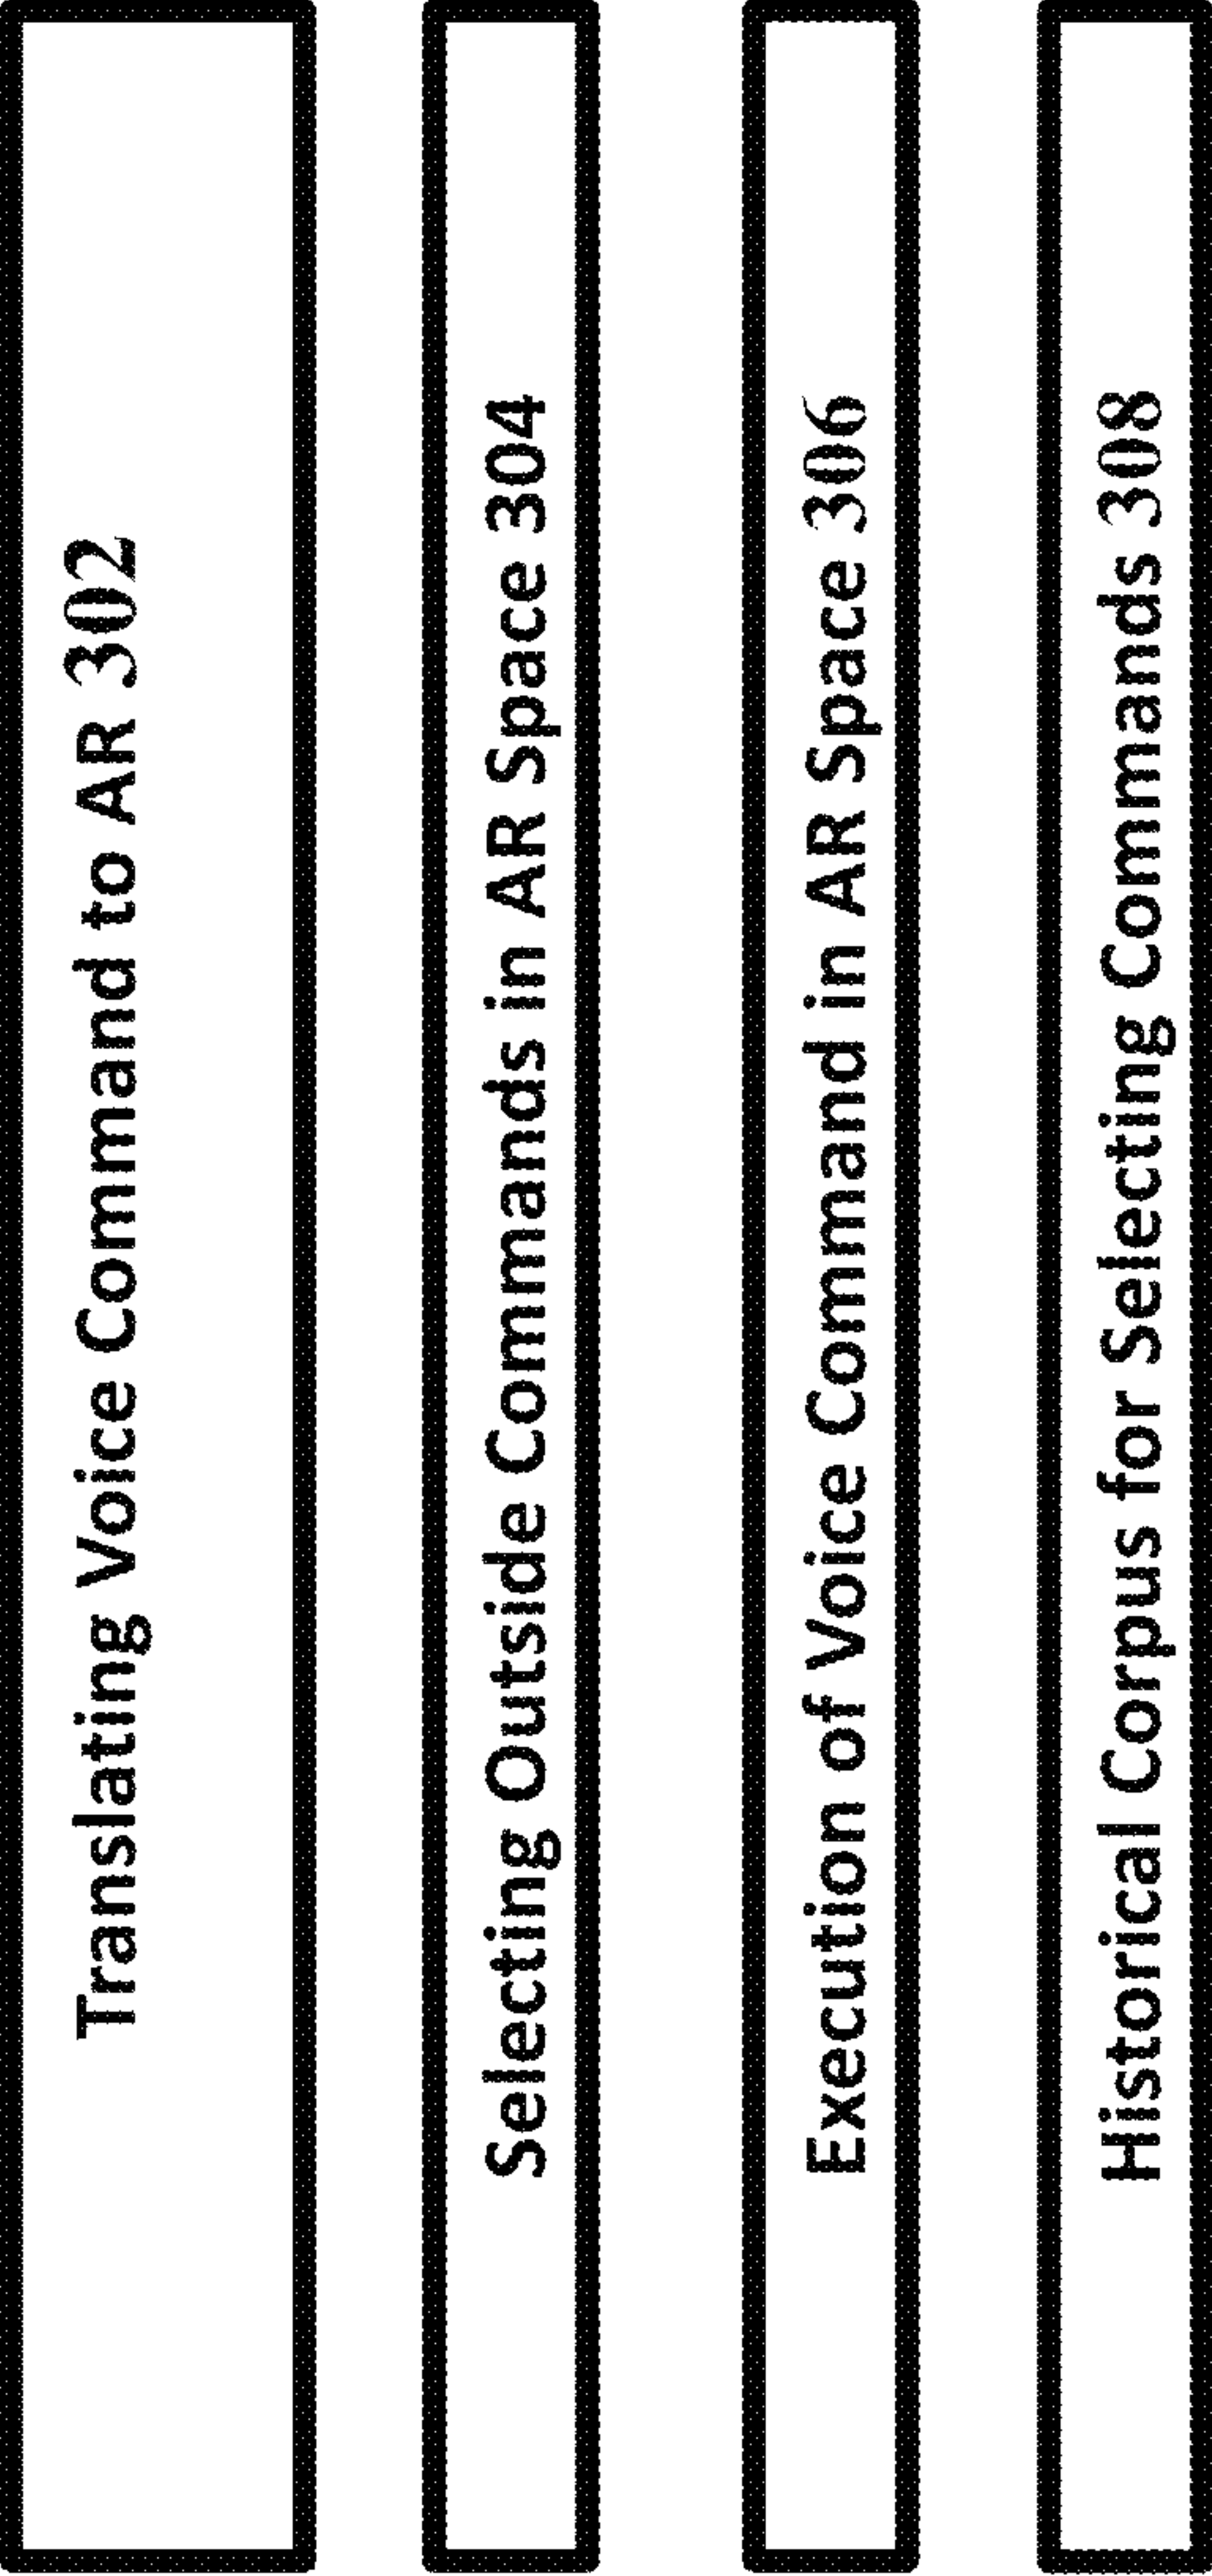 Translating Voice Command to AR 302
Selecting Outside Commands in AR Space 304
Execution of Voice Command in AR Space 306
Historical Corpus for Selecting Commands 308